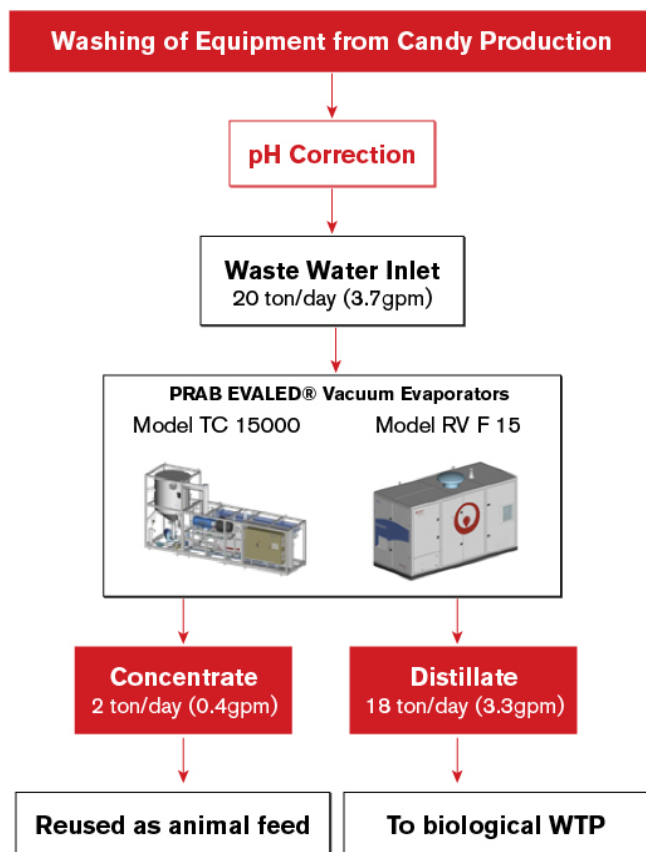 Washing of Equipment from Candy Production
pH Correction
Waste Water Inlet
20 ton/day (3.7gpm)
PRAB EVALED® Vacuum Evaporators
Model TC 15000
Model RV F 15
Concentrate
2 ton/day (0.4gpm)
Distillate
18 ton/day (3.3gpm)
Reused as animal feed
To biological WTP